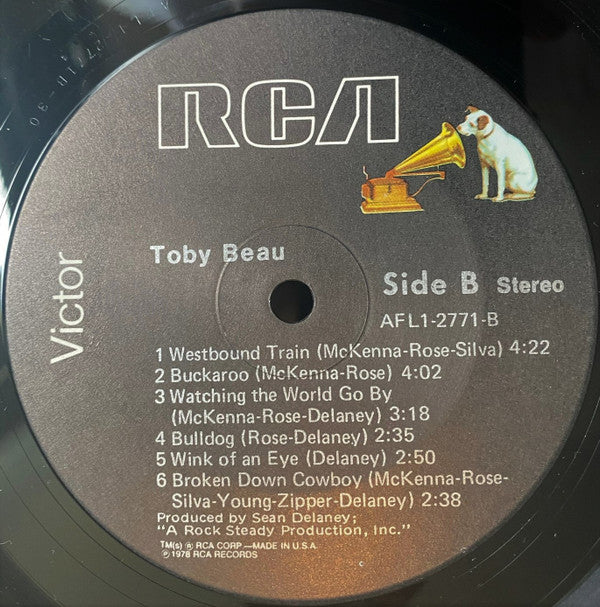 RCA
Victor
Toby Beau
Side B Stereo
AFL1-2771-B
1 Westbound Train (McKenna-Rose-Silva) 4:22
2 Buckaroo (McKenna-Rose) 4:02
3 Watching the World Go By
(McKenna-Rose-Delaney) 3:18
4 Bulldog (Rose-Delaney) 2:35
5 Wink of an Eye (Delaney) 2:50
6 Broken Down Cowboy (McKenna-Rose-
Silva-Young-Zipper-Delaney) 2:38
Produced by Sean Delaney;
"A Rock Steady Production, Inc."
TM(s) ® RCA CORP—MADE IN U.S.A.
℗1978 RCA RECORDS